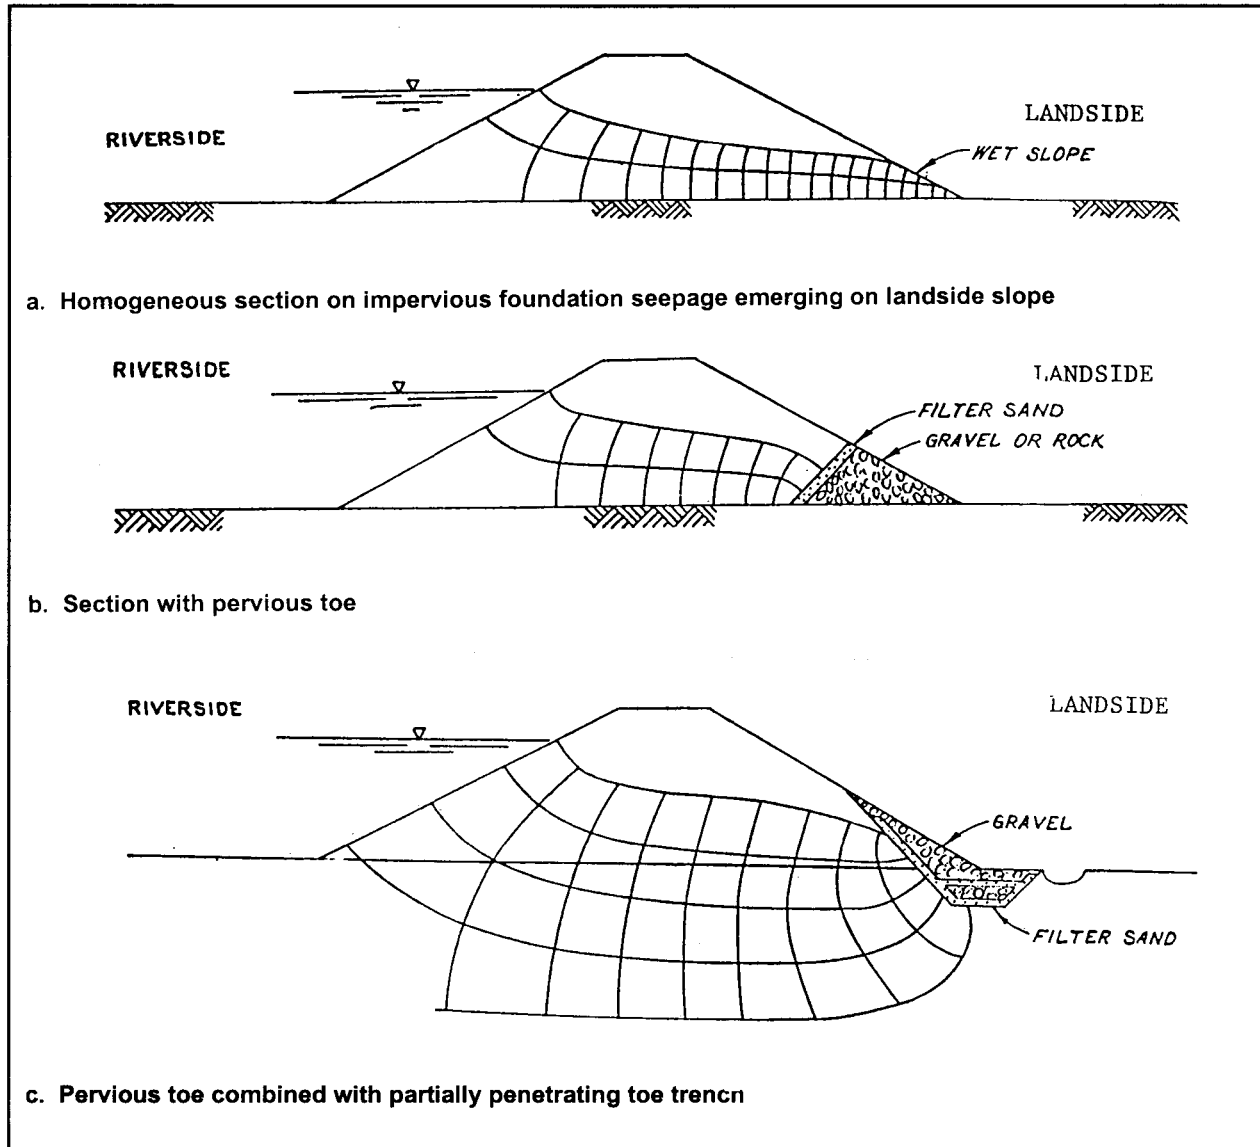 RIVERSIDE
LANDSIDE
WET SLOPE
a. Homogeneous section on impervious foundation seepage emerging on landside slope
RIVERSIDE
LANDSIDE
FILTER SAND
GRAVEL OR ROCK
b. Section with pervious toe
RIVERSIDE
LANDSIDE
GRAVEL
FILTER SAND
c. Pervious toe combined with partially penetrating toe trench